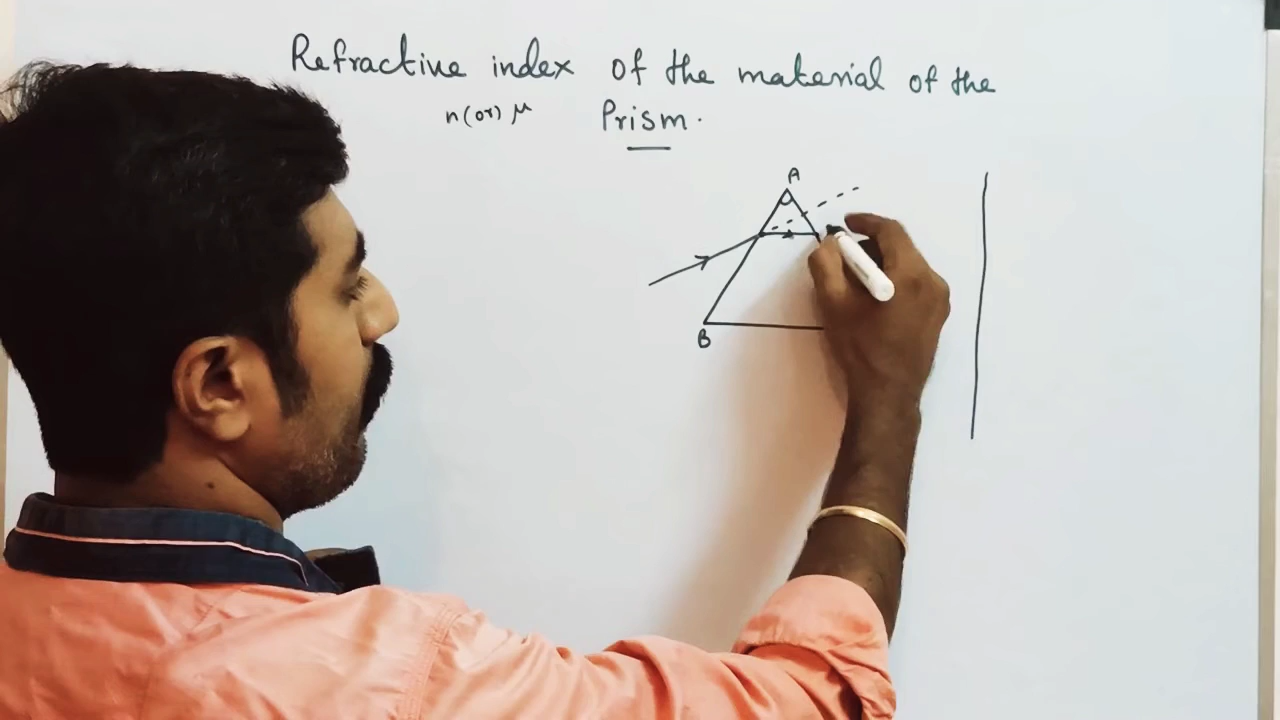 Refractive index of the material of the
n(or) μ Prism.
A
B